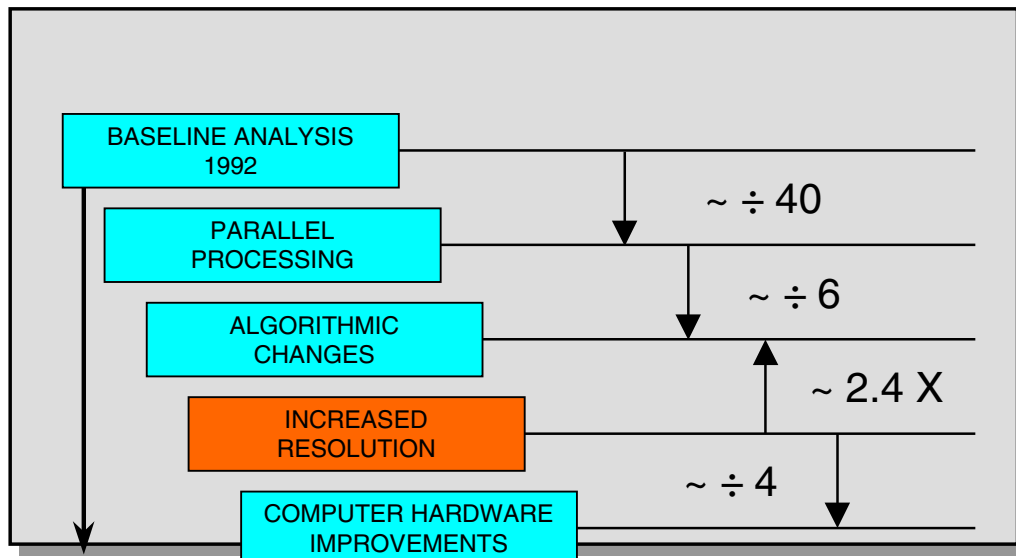 BASELINE ANALYSIS
1992
~ ÷ 40
PARALLEL
PROCESSING
~ ÷ 6
ALGORITHMIC
CHANGES
~ 2.4 X
INCREASED
RESOLUTION
~ ÷ 4
COMPUTER HARDWARE
IMPROVEMENTS